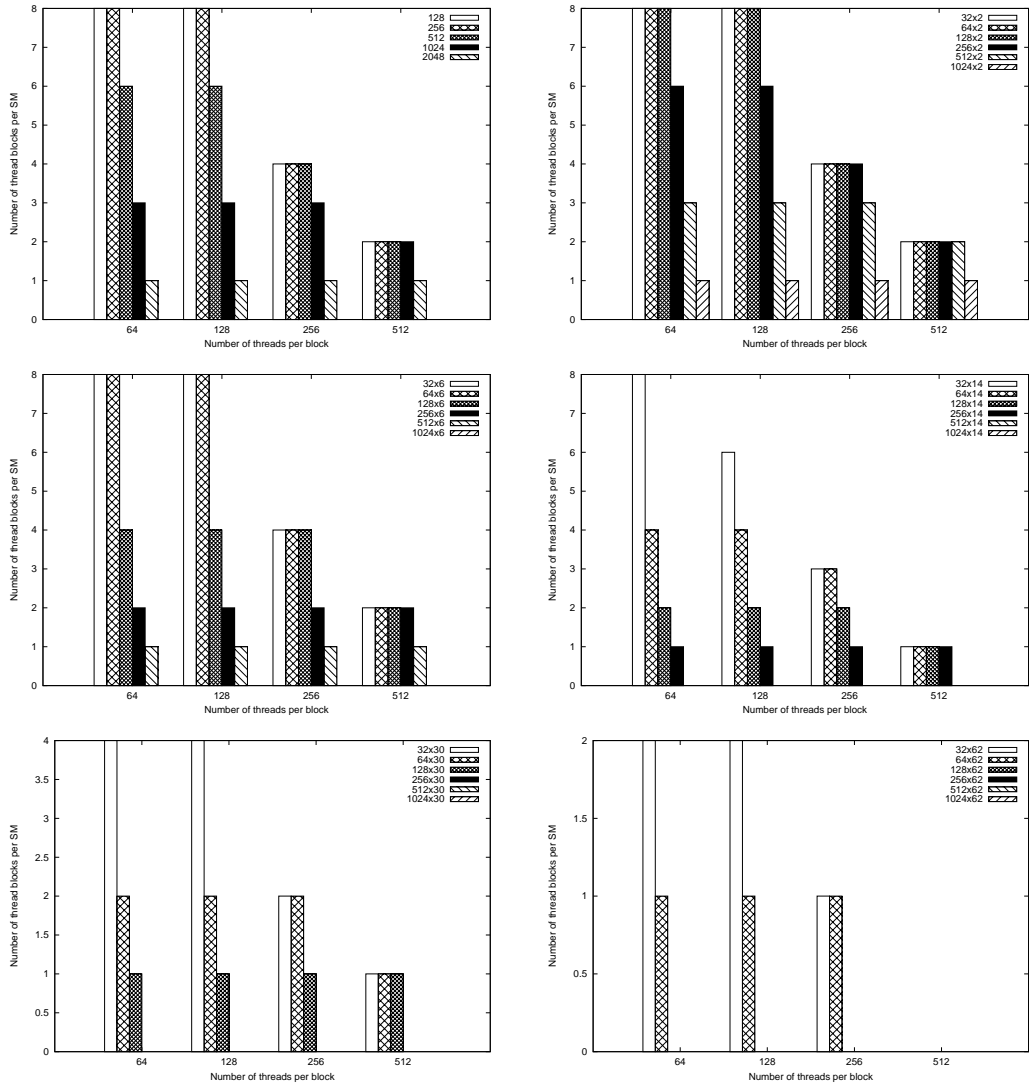 8
7
6
5
4
3
2
1
0
Number of thread blocks per SM
128
256
512
1024
2048
64
128
256
512
Number of threads per block
8
7
6
5
4
3
2
1
0
Number of thread blocks per SM
32x2
64x2
128x2
256x2
512x2
1024x2
64
128
256
512
Number of threads per block
8
7
6
5
4
3
2
1
0
Number of thread blocks per SM
32x6
64x6
128x6
256x6
512x6
1024x6
64
128
256
512
Number of threads per block
8
7
6
5
4
3
2
1
0
Number of thread blocks per SM
32x14
64x14
128x14
256x14
512x14
1024x14
64
128
256
512
Number of threads per block
4
3.5
3
2.5
2
1.5
1
0.5
0
Number of thread blocks per SM
32x30
64x30
128x30
256x30
512x30
1024x30
64
128
256
512
Number of threads per block
2
1.5
1
0.5
0
Number of thread blocks per SM
32x62
64x62
128x62
256x62
512x62
1024x62
64
128
256
512
Number of threads per block